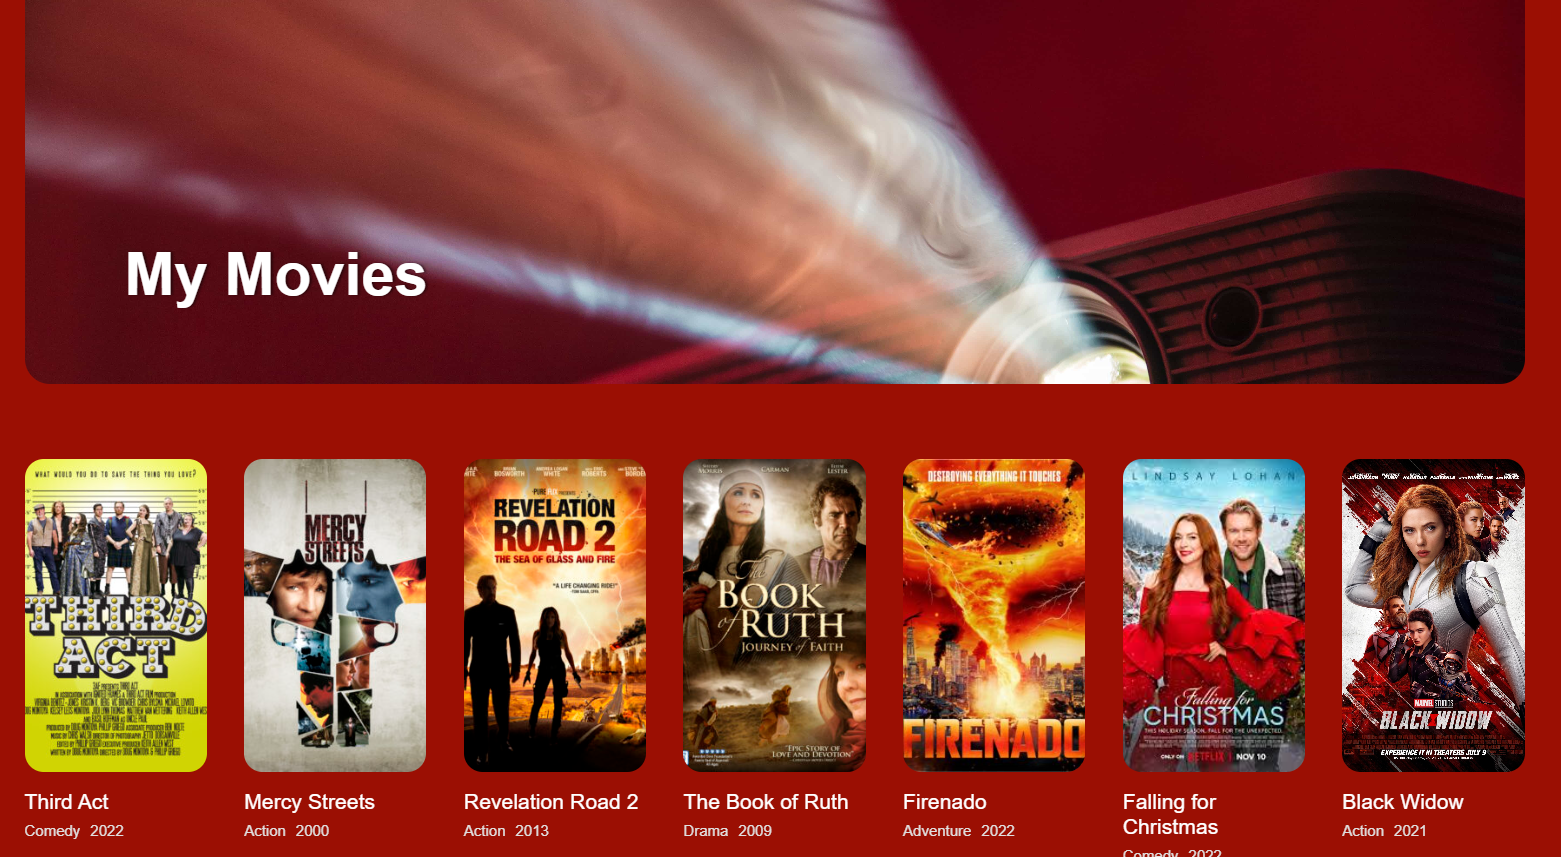 My Movies
WHAT WOULD YOU DO TO SAVE THE THING YOU LOVE?
THIRD
ACT
MERCY
STREETS
REVELATION
ROAD 2
THE SEA OF GLASS AND FIRE
"A LIFE CHANGING RIDE!"
The
BOOK
of RUTH
JOURNEY of FAITH
"EPIC STORY OF
LOVE AND DEVOTION"
DESTROYING EVERYTHING IT TOUCHES
FIRENADO
LINDSAY LOHAN
Falling for
CHRISTMAS
THIS HOLIDAY SEASON, FALL FOR THE UNEXPECTED.
ONLY ON NETFLIX NOV 10
MARVEL STUDIOS
BLACK WIDOW
EXPERIENCE IT IN THEATERS JULY 9
Third Act
Comedy 2022
Mercy Streets
Action 2000
Revelation Road 2
Action 2013
The Book of Ruth
Drama 2009
Firenado
Adventure 2022
Falling for
Christmas
Comedy 2022
Black Widow
Action 2021